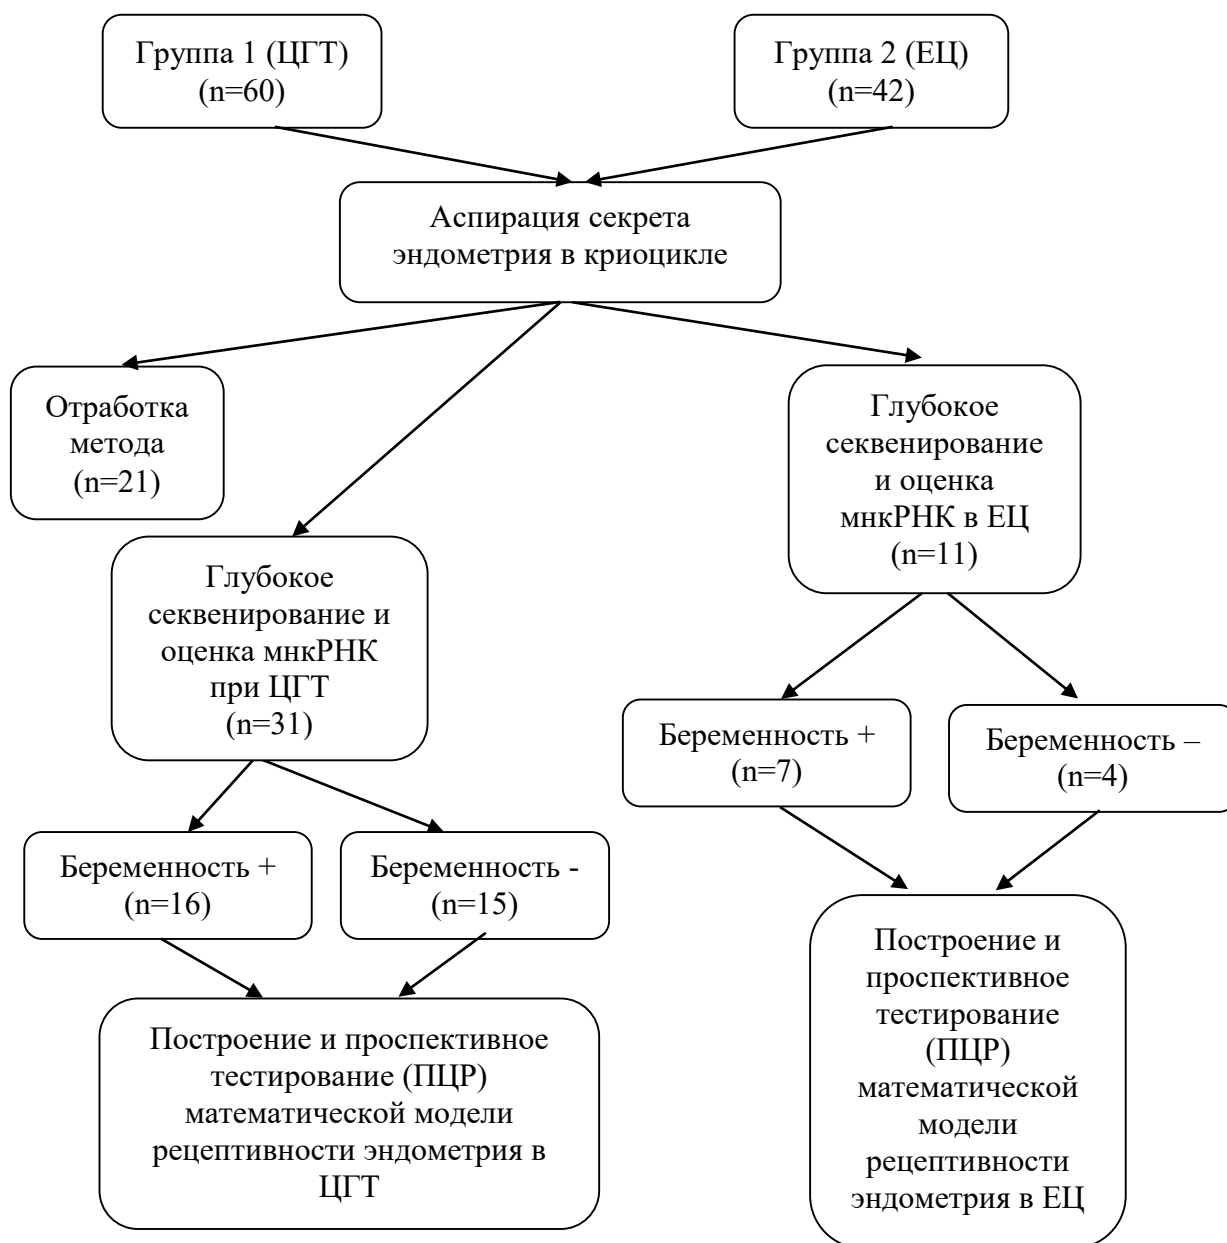 Группа 1 (ЦГТ)
(n=60)
Группа 2 (ЕЦ)
(n=42)
Аспирация секрета
эндометрия в криоцикле
Отработка
метода
(n=21)
Глубокое
секвенирование
и оценка
мнкРНК в ЕЦ
(n=11)
Глубокое
секвенирование и
оценка мнкРНК
при ЦГТ
(n=31)
Беременность +
(n=7)
Беременность –
(n=4)
Беременность +
(n=16)
Беременность -
(n=15)
Построение и
проспективное
тестирование
(ПЦР)
математической
модели
рецептивности
эндометрия в ЕЦ
Построение и проспективное
тестирование (ПЦР)
математической модели
рецептивности эндометрия в
ЦГТ